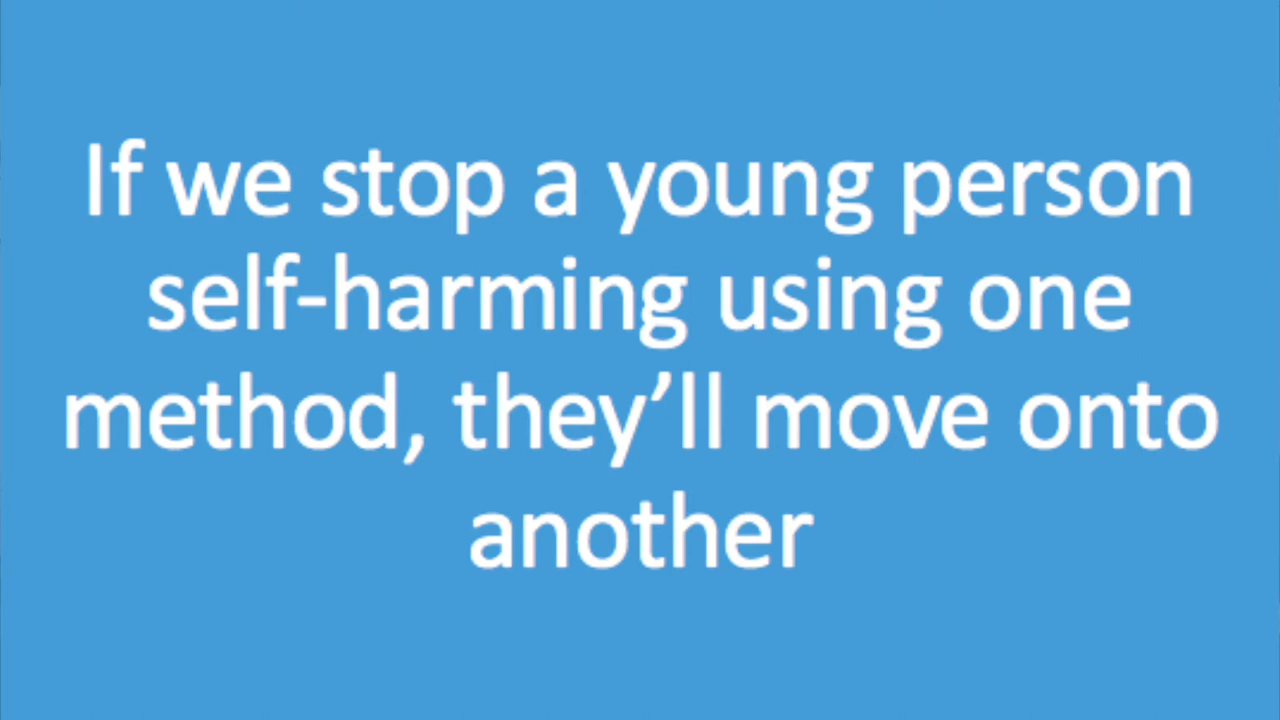 If we stop a young person
self-harming using one
method, they’ll move onto
another